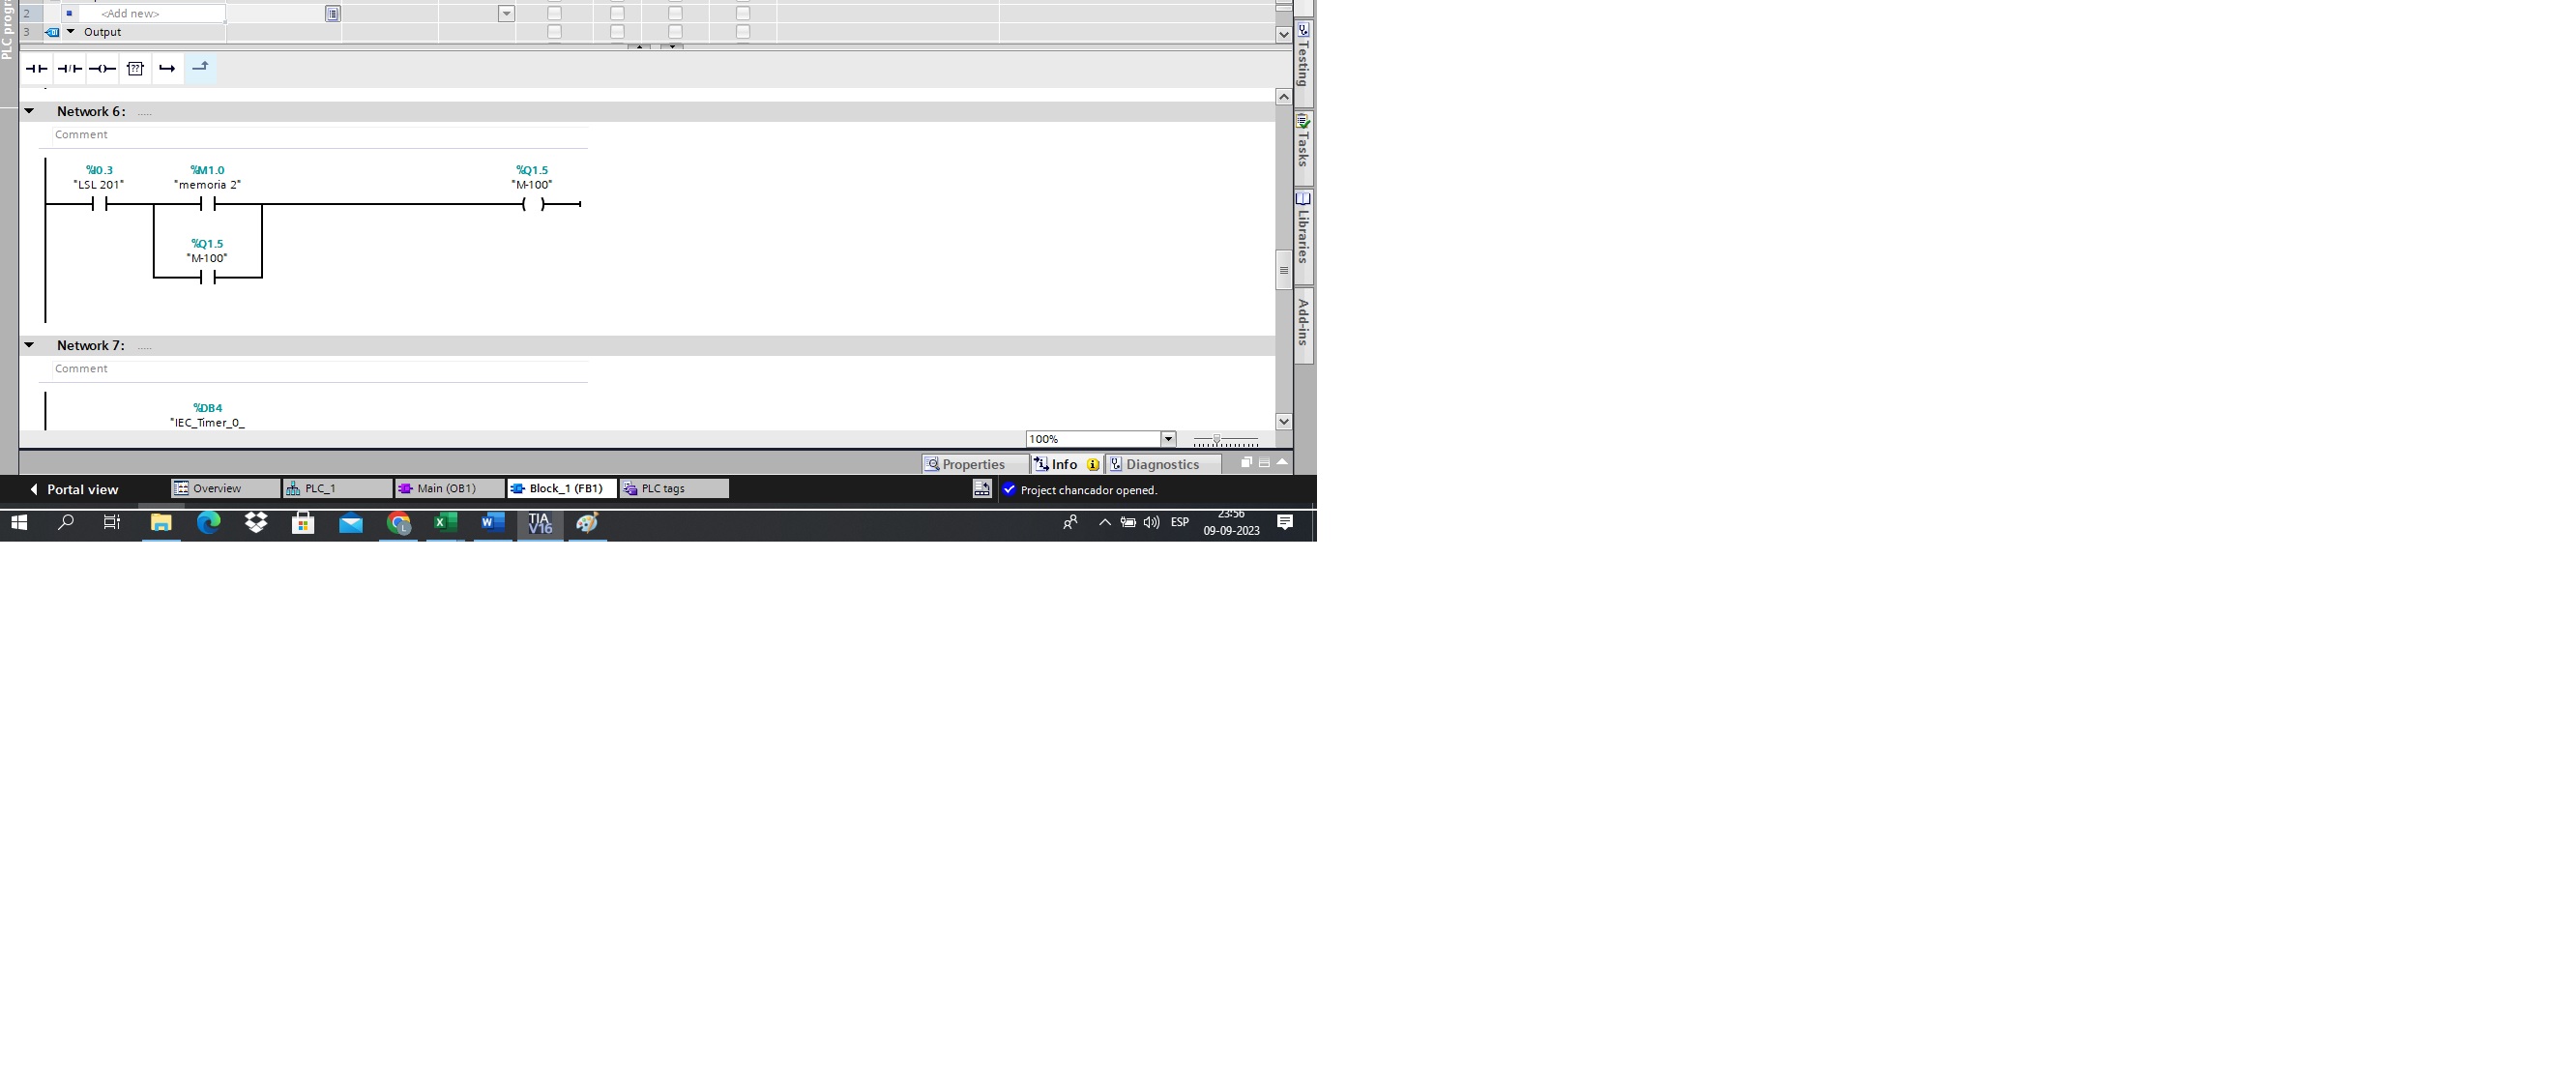 PLC progra
2 <Add new>
3 Output
??
Network 6: .....
Comment
%I0.3 %M1.0 %Q1.5
"LSL 201" "memoria 2" "M-100"
%Q1.5
"M-100"
Network 7: .....
Comment
%DB4
"IEC_Timer_0_
100%
Properties Info Diagnostics
Portal view Overview PLC_1 Main (OB1) Block_1 (FB1) PLC tags Project chancador opened.
TIA V16 ESP 23:56
09-09-2023
Testing
Tasks
Libraries
Add-ins